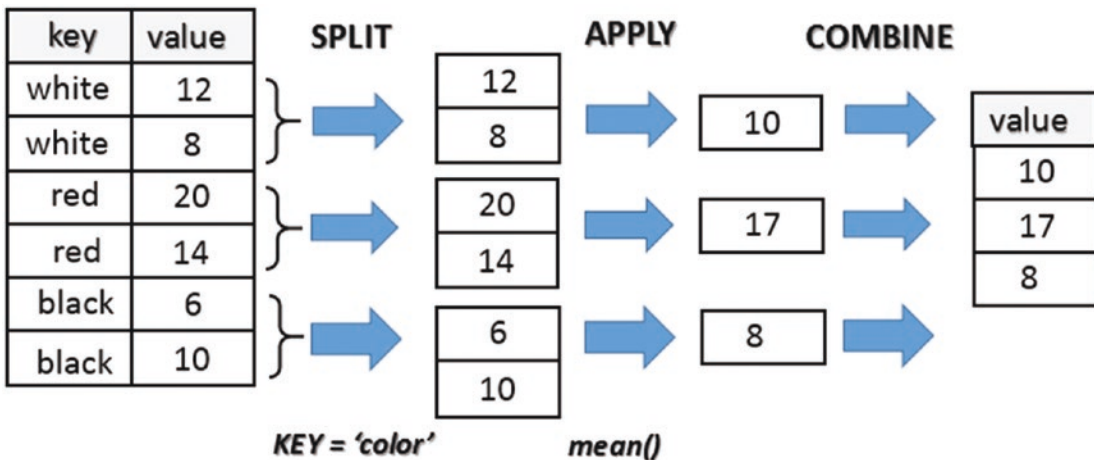 key value
white 12
white 8
red 20
red 14
black 6
black 10
SPLIT
12
8
20
14
6
10
KEY = ‘color’
APPLY
10
17
8
mean()
COMBINE
value
10
17
8